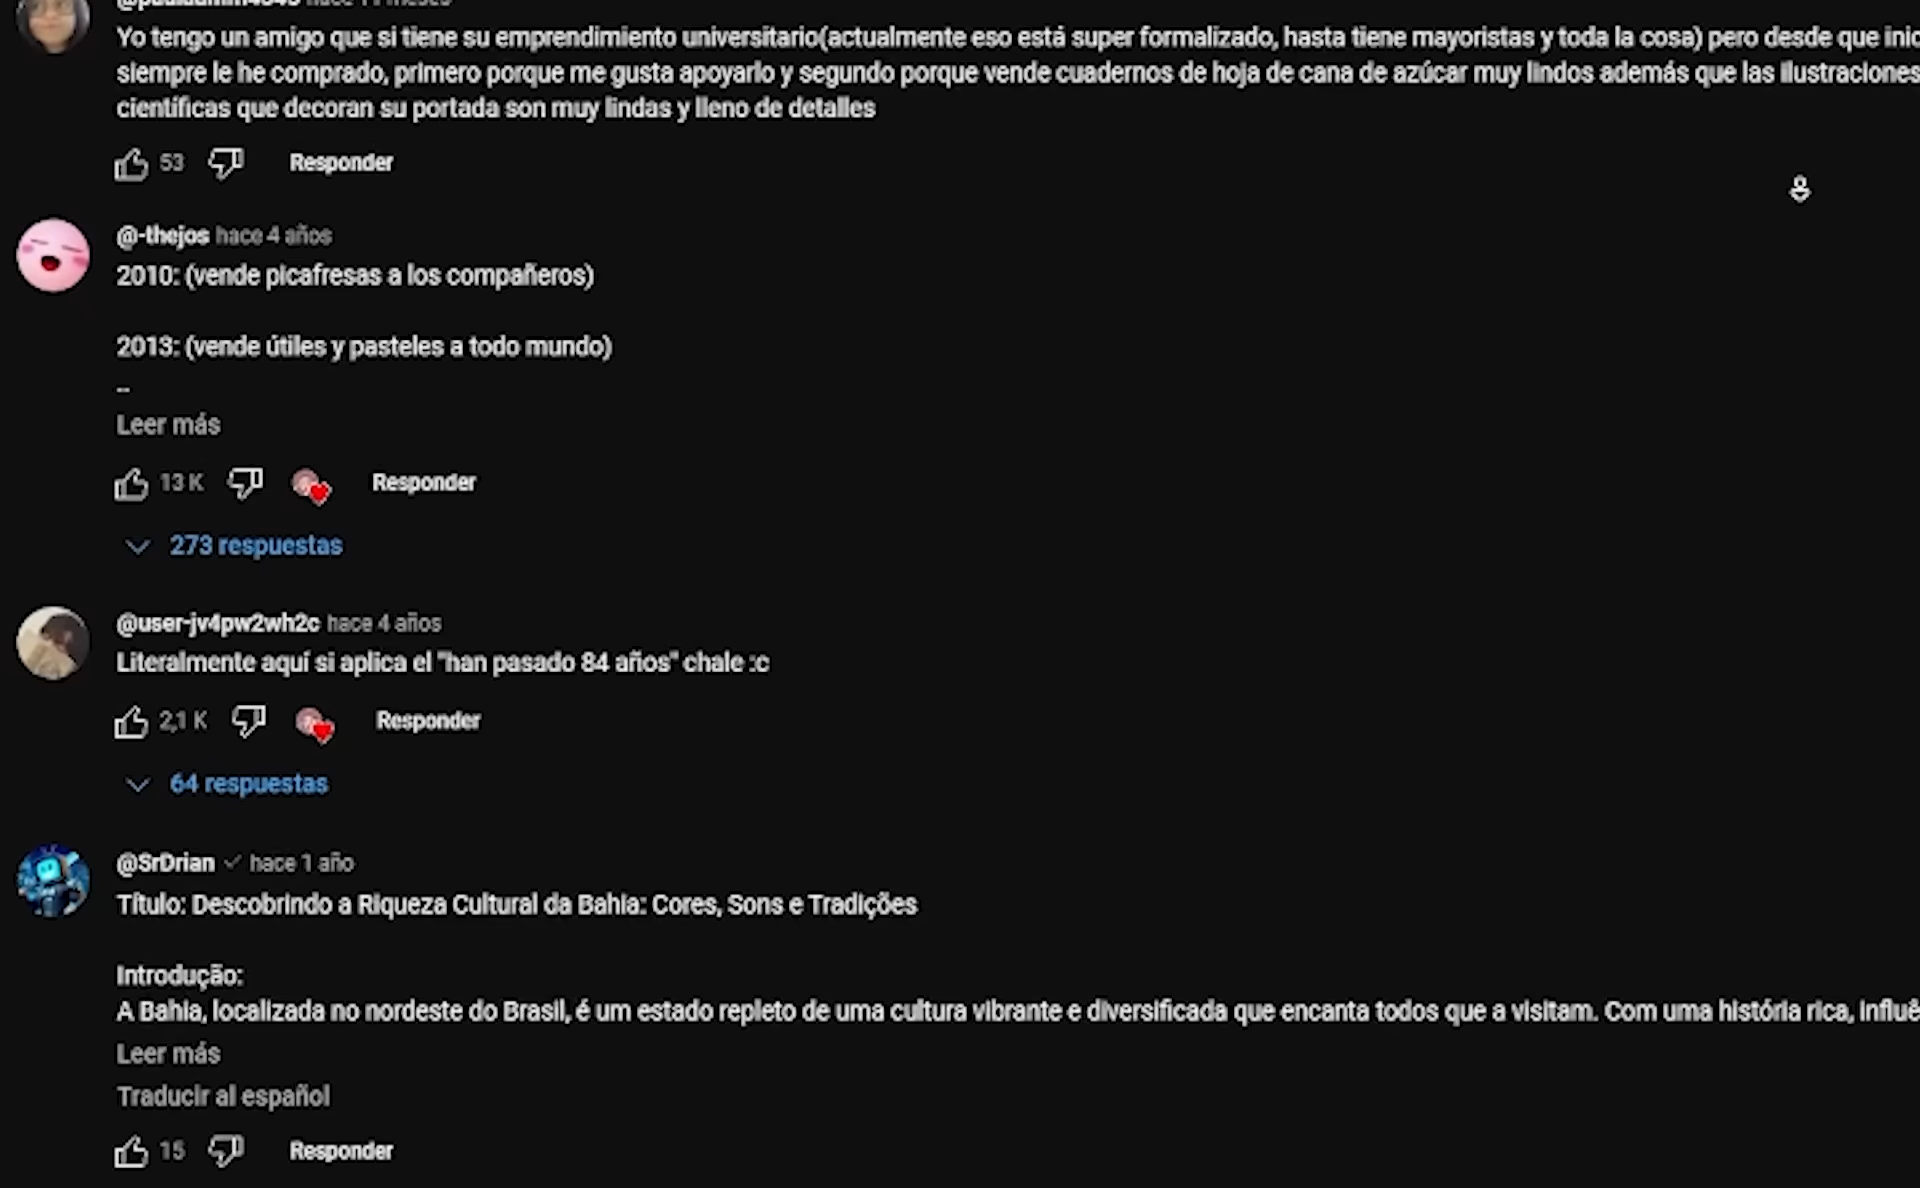 Yo tengo un amigo que si tiene su emprendimiento universitario(actualmente eso está super formalizado, hasta tiene mayoristas y toda la cosa) pero desde que
siempre le he comprado, primero porque me gusta apoyarlo y segundo porque vende cuadernos de hoja de cana de azúcar muy lindos además que las ilustraciones
científicas que decoran su portada son muy lindas y lleno de detalles
53 Responder
@-thejos hace 4 años
2010: (vende picafresas a los compañeros)
2013: (vende útiles y pasteles a todo mundo)
--
Leer más
13 K Responder
273 respuestas
@user-jv4pw2wh2c hace 4 años
Literalmente aquí si aplica el "han pasado 84 años" chale :c
2,1 K Responder
64 respuestas
@SrDrian hace 1 año
Título: Descobrindo a Riqueza Cultural da Bahia: Cores, Sons e Tradições
Introdução:
A Bahia, localizada no nordeste do Brasil, é um estado repleto de uma cultura vibrante e diversificada que encanta todos que a visitam. Com uma história rica,
Leer más
Traducir al español
15 Responder